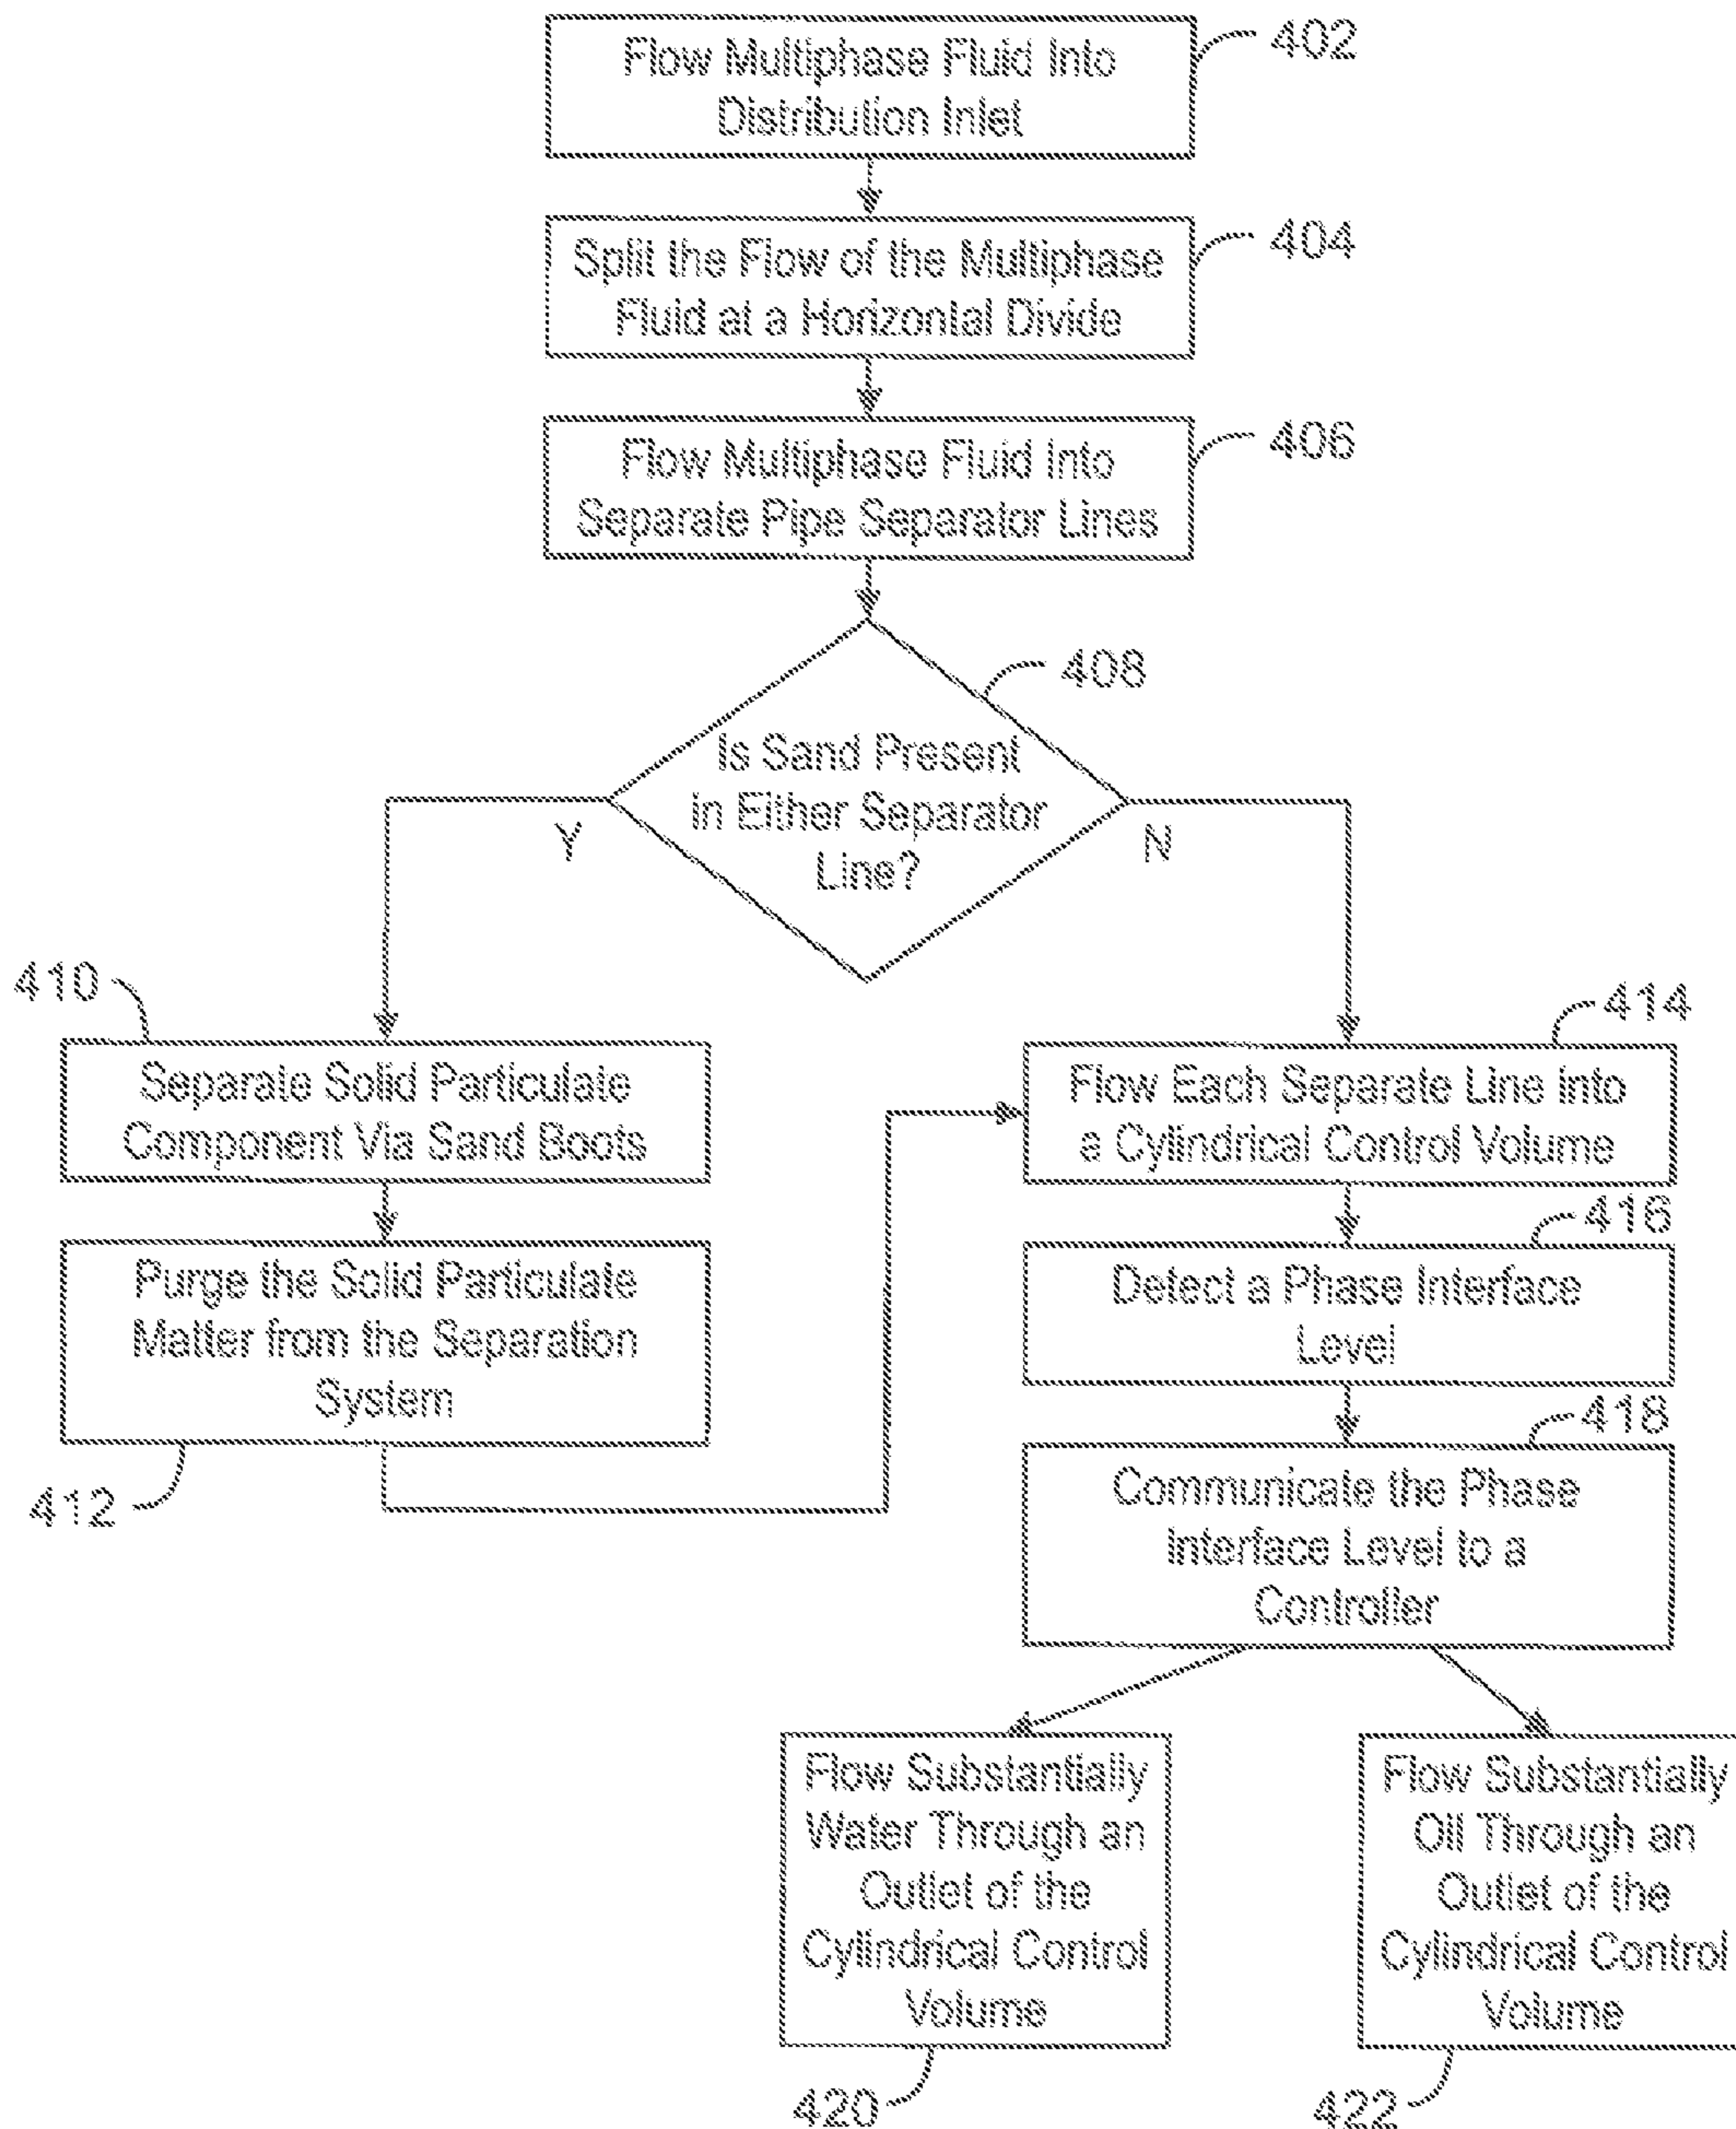 Flow Multiphase Fluid Into
Distribution Inlet
402
Split the Flow of the Multiphase
Fluid at a Horizontal Divide
404
Flow Multiphase Fluid Into
Separate Pipe Separator Lines
406
408
Is Sand Present
in Either Separator
Line?
Y
N
410
Separate Solid Particulate
Component Via Sand Boots
Purge the Solid Particulate
Matter from the Separation
System
412
414
Flow Each Separate Line into
a Cylindrical Control Volume
416
Detect a Phase Interface
Level
418
Communicate the Phase
Interface Level to a
Controller
Flow Substantially
Water Through an
Outlet of the
Cylindrical Control
Volume
420
Flow Substantially
Oil Through an
Outlet of the
Cylindrical Control
Volume
422